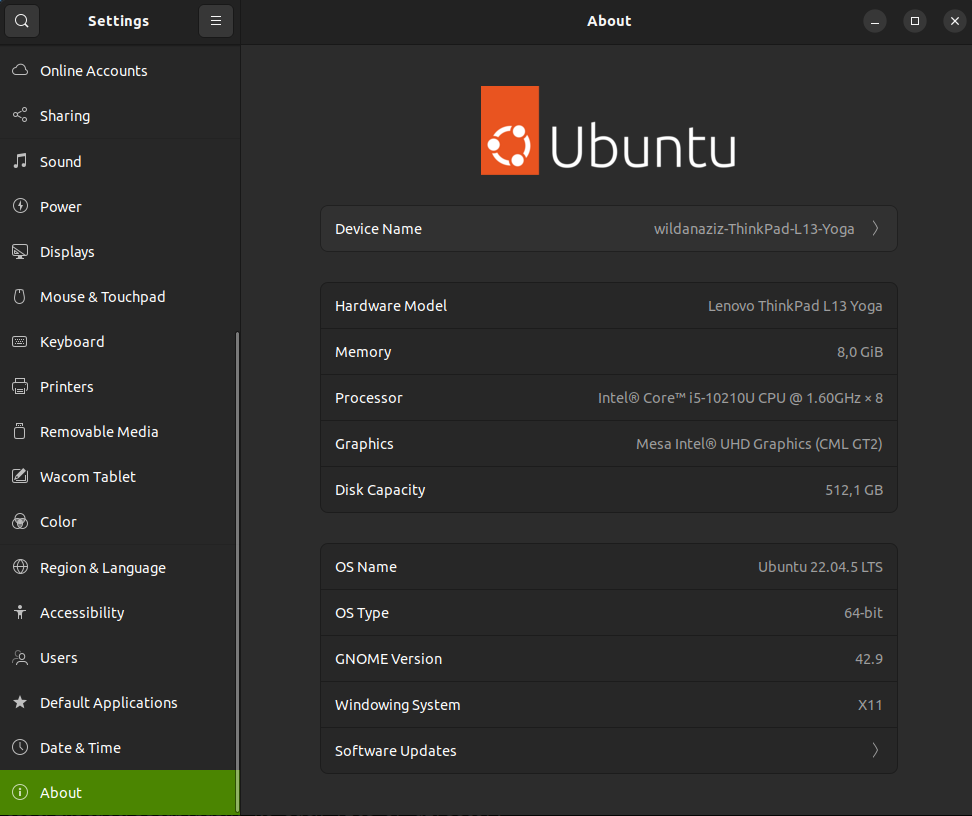 Settings
About
Online Accounts
Sharing
Sound
Power
Displays
Mouse & Touchpad
Keyboard
Printers
Removable Media
Wacom Tablet
Color
Region & Language
Accessibility
Users
Default Applications
Date & Time
About
Ubuntu
Device Name wildanaziz-ThinkPad-L13-Yoga
Hardware Model Lenovo ThinkPad L13 Yoga
Memory 8,0 GiB
Processor Intel® Core™ i5-10210U CPU @ 1.60GHz × 8
Graphics Mesa Intel® UHD Graphics (CML GT2)
Disk Capacity 512,1 GB
OS Name Ubuntu 22.04.5 LTS
OS Type 64-bit
GNOME Version 42.9
Windowing System X11
Software Updates